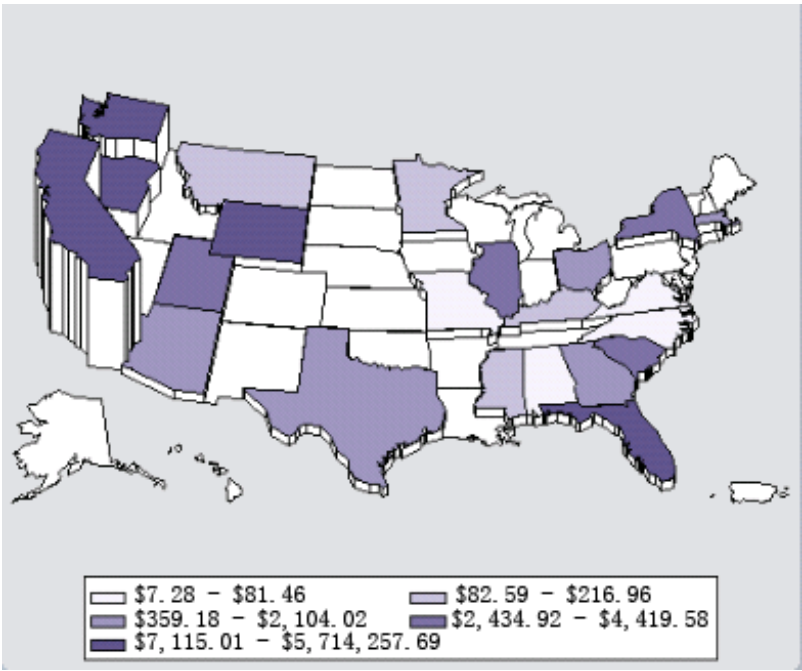 $7.28 - $81.46 $82.59 - $216.96
$359.18 - $2,104.02 $2,434.92 - $4,419.58
$7,115.01 - $5,714,257.69